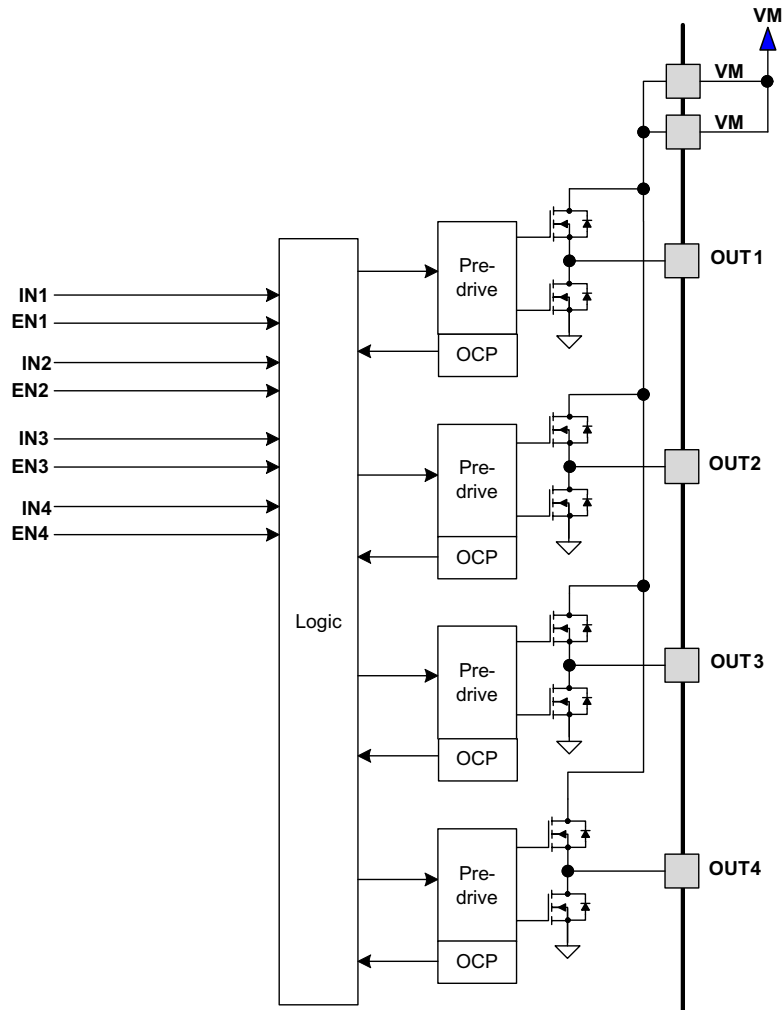 VM
VM
VM
Pre-
drive
OUT1
IN1
EN1
OCP
IN2
EN2
IN3
EN3
Pre-
drive
OUT2
IN4
EN4
OCP
Logic
Pre-
drive
OUT3
OCP
Pre-
drive
OUT4
OCP